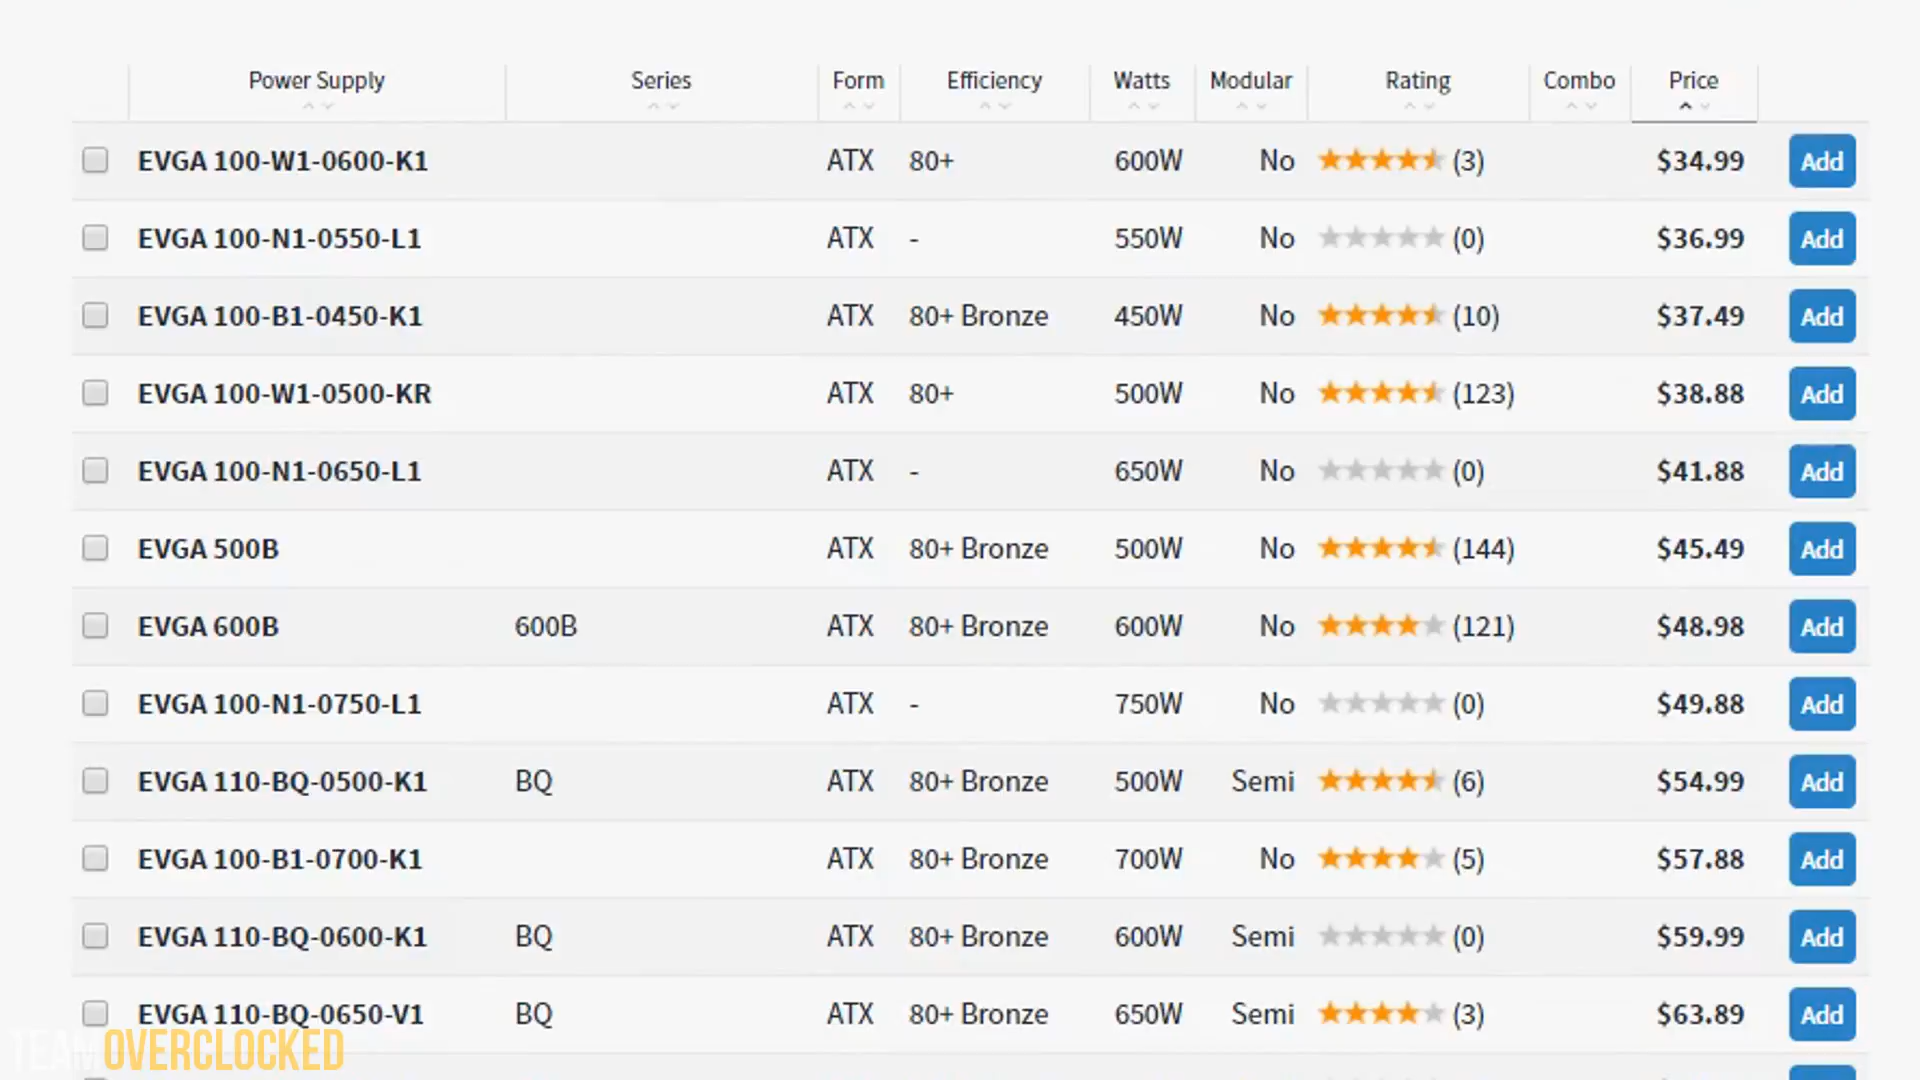 Power Supply Series Form Efficiency Watts Modular Rating Combo Price
EVGA 100-W1-0600-K1 ATX 80+ 600W No (3) $34.99 Add
EVGA 100-N1-0550-L1 ATX - 550W No (0) $36.99 Add
EVGA 100-B1-0450-K1 ATX 80+ Bronze 450W No (10) $37.49 Add
EVGA 100-W1-0500-KR ATX 80+ 500W No (123) $38.88 Add
EVGA 100-N1-0650-L1 ATX - 650W No (0) $41.88 Add
EVGA 500B ATX 80+ Bronze 500W No (144) $45.49 Add
EVGA 600B 600B ATX 80+ Bronze 600W No (121) $48.98 Add
EVGA 100-N1-0750-L1 ATX - 750W No (0) $49.88 Add
EVGA 110-BQ-0500-K1 BQ ATX 80+ Bronze 500W Semi (6) $54.99 Add
EVGA 100-B1-0700-K1 ATX 80+ Bronze 700W No (5) $57.88 Add
EVGA 110-BQ-0600-K1 BQ ATX 80+ Bronze 600W Semi (0) $59.99 Add
EVGA 110-BQ-0650-V1 BQ ATX 80+ Bronze 650W Semi (3) $63.89 Add
TEAMOVERCLOCKED